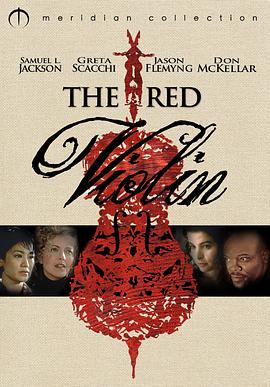 meridian collection
SAMUEL L. JACKSON
GRETA SCACCHI
JASON FLEMYNG
DON MCKELLAR
THE RED
Violin